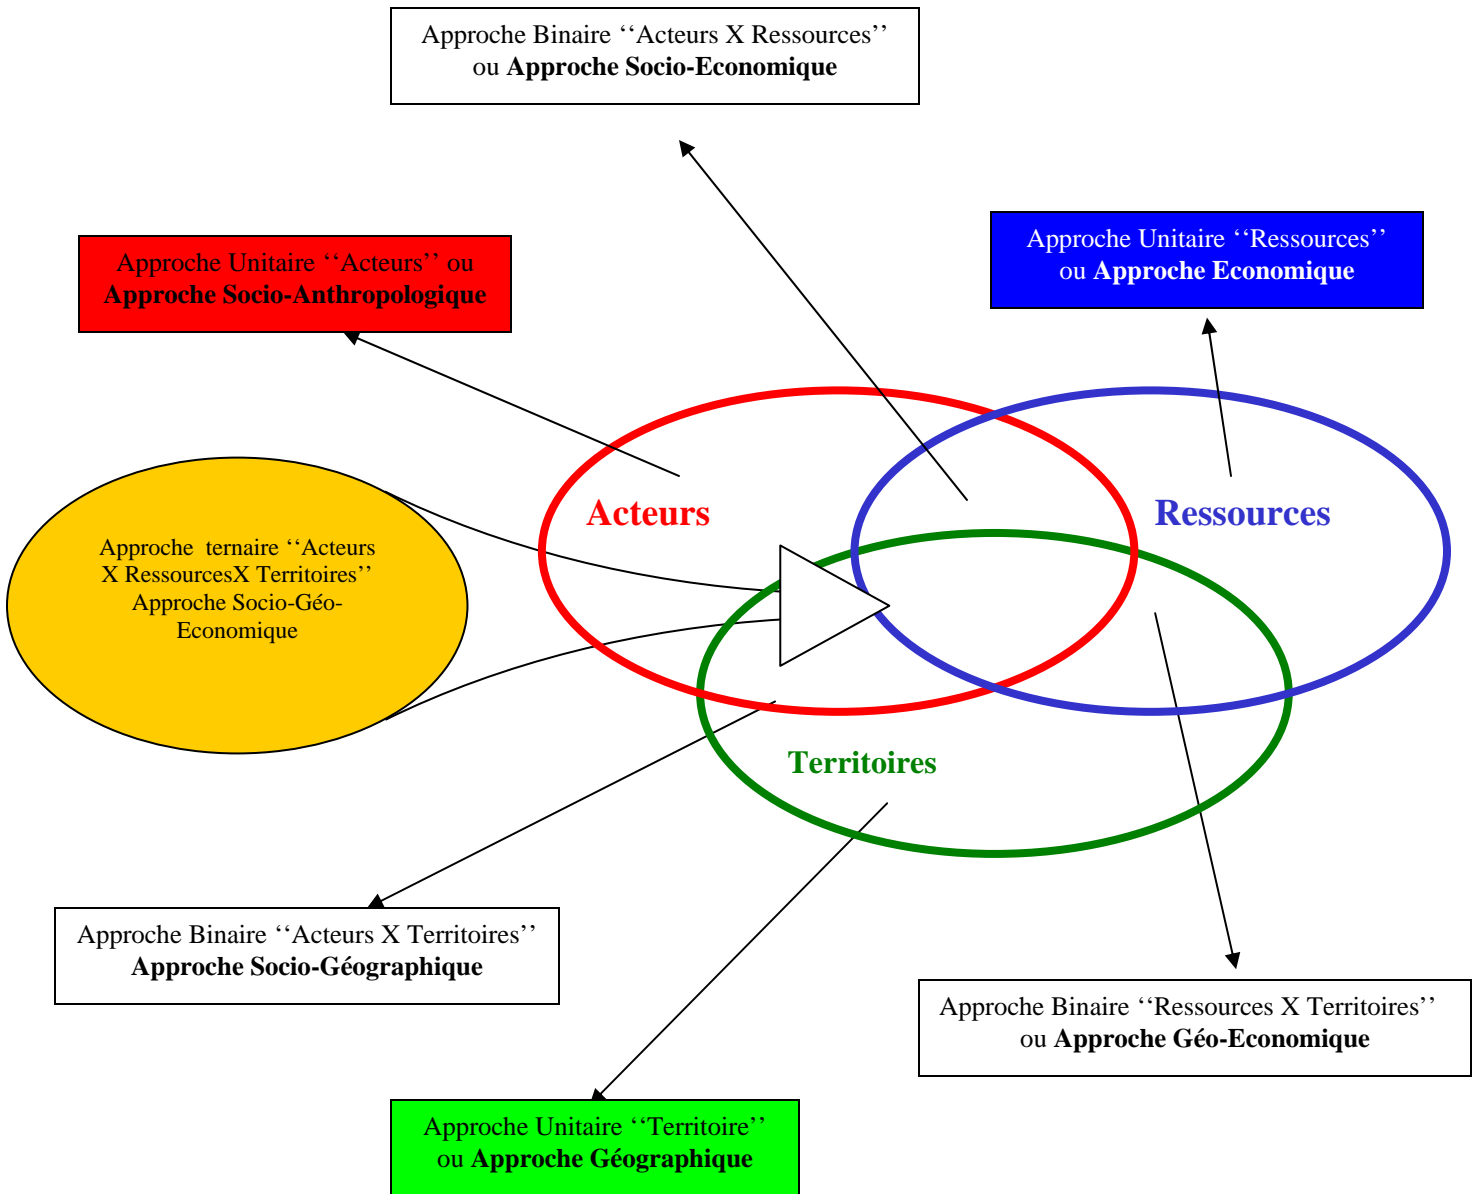 Approche Binaire ‘‘Acteurs X Ressources’’
ou Approche Socio-Economique
Approche Unitaire ‘‘Ressources’’
ou Approche Economique
Approche Unitaire ‘‘Acteurs’’ ou
Approche Socio-Anthropologique
Acteurs
Ressources
Approche  ternaire ‘‘Acteurs
X RessourcesX Territoires’’
Approche Socio-Géo-
Economique
Territoires
Approche Binaire ‘‘Acteurs X Territoires’’
Approche Socio-Géographique
Approche Binaire ‘‘Ressources X Territoires’’
ou Approche Géo-Economique
Approche Unitaire ‘‘Territoire’’
ou Approche Géographique